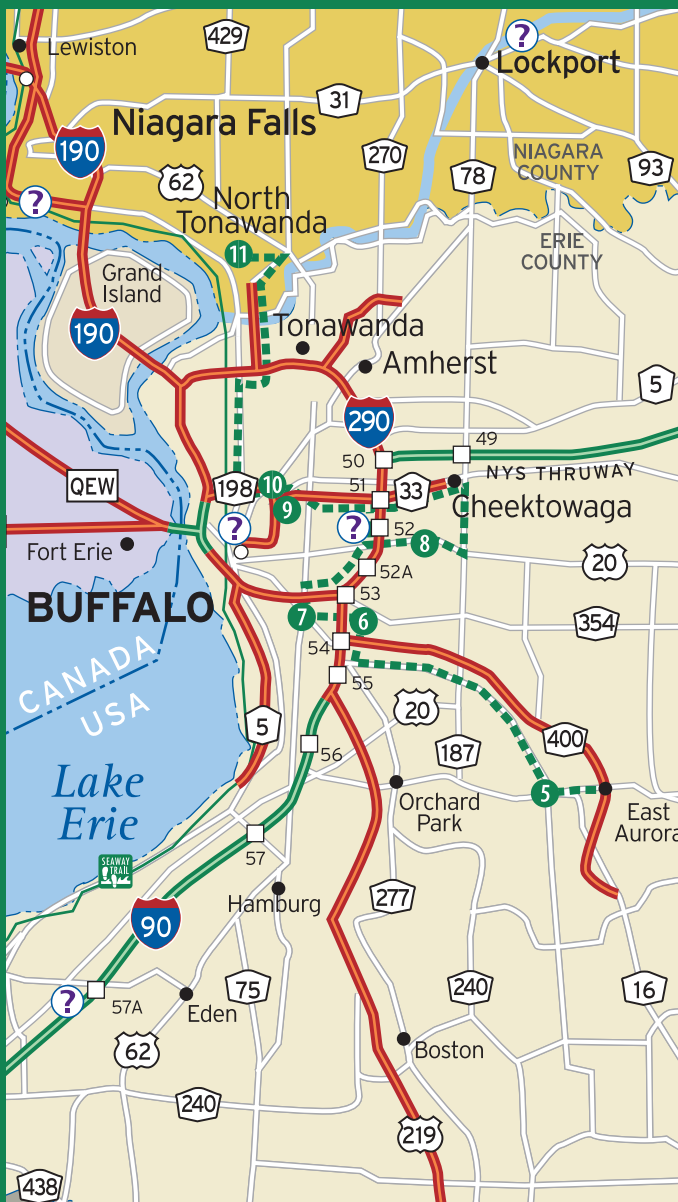 429
?
Lewiston
Lockport
31
Niagara Falls
190
270
NIAGARA
COUNTY
62
78
93
North
Tonawanda
?
11
ERIE
COUNTY
Grand
Island
190
Tonawanda
Amherst
5
290
49
50
NYS THRUWAY
QEW
198
10
51
33
Cheektowaga
9
?
?
52
8
Fort Erie
20
52A
BUFFALO
53
7
6
354
54
CANADA
USA
55
20
5
400
56
187
Lake
Erie
Orchard
Park
5
East
Aurora
57
SEAWAY
TRAIL
Hamburg
277
90
?
57A
75
240
16
Eden
62
Boston
240
219
438